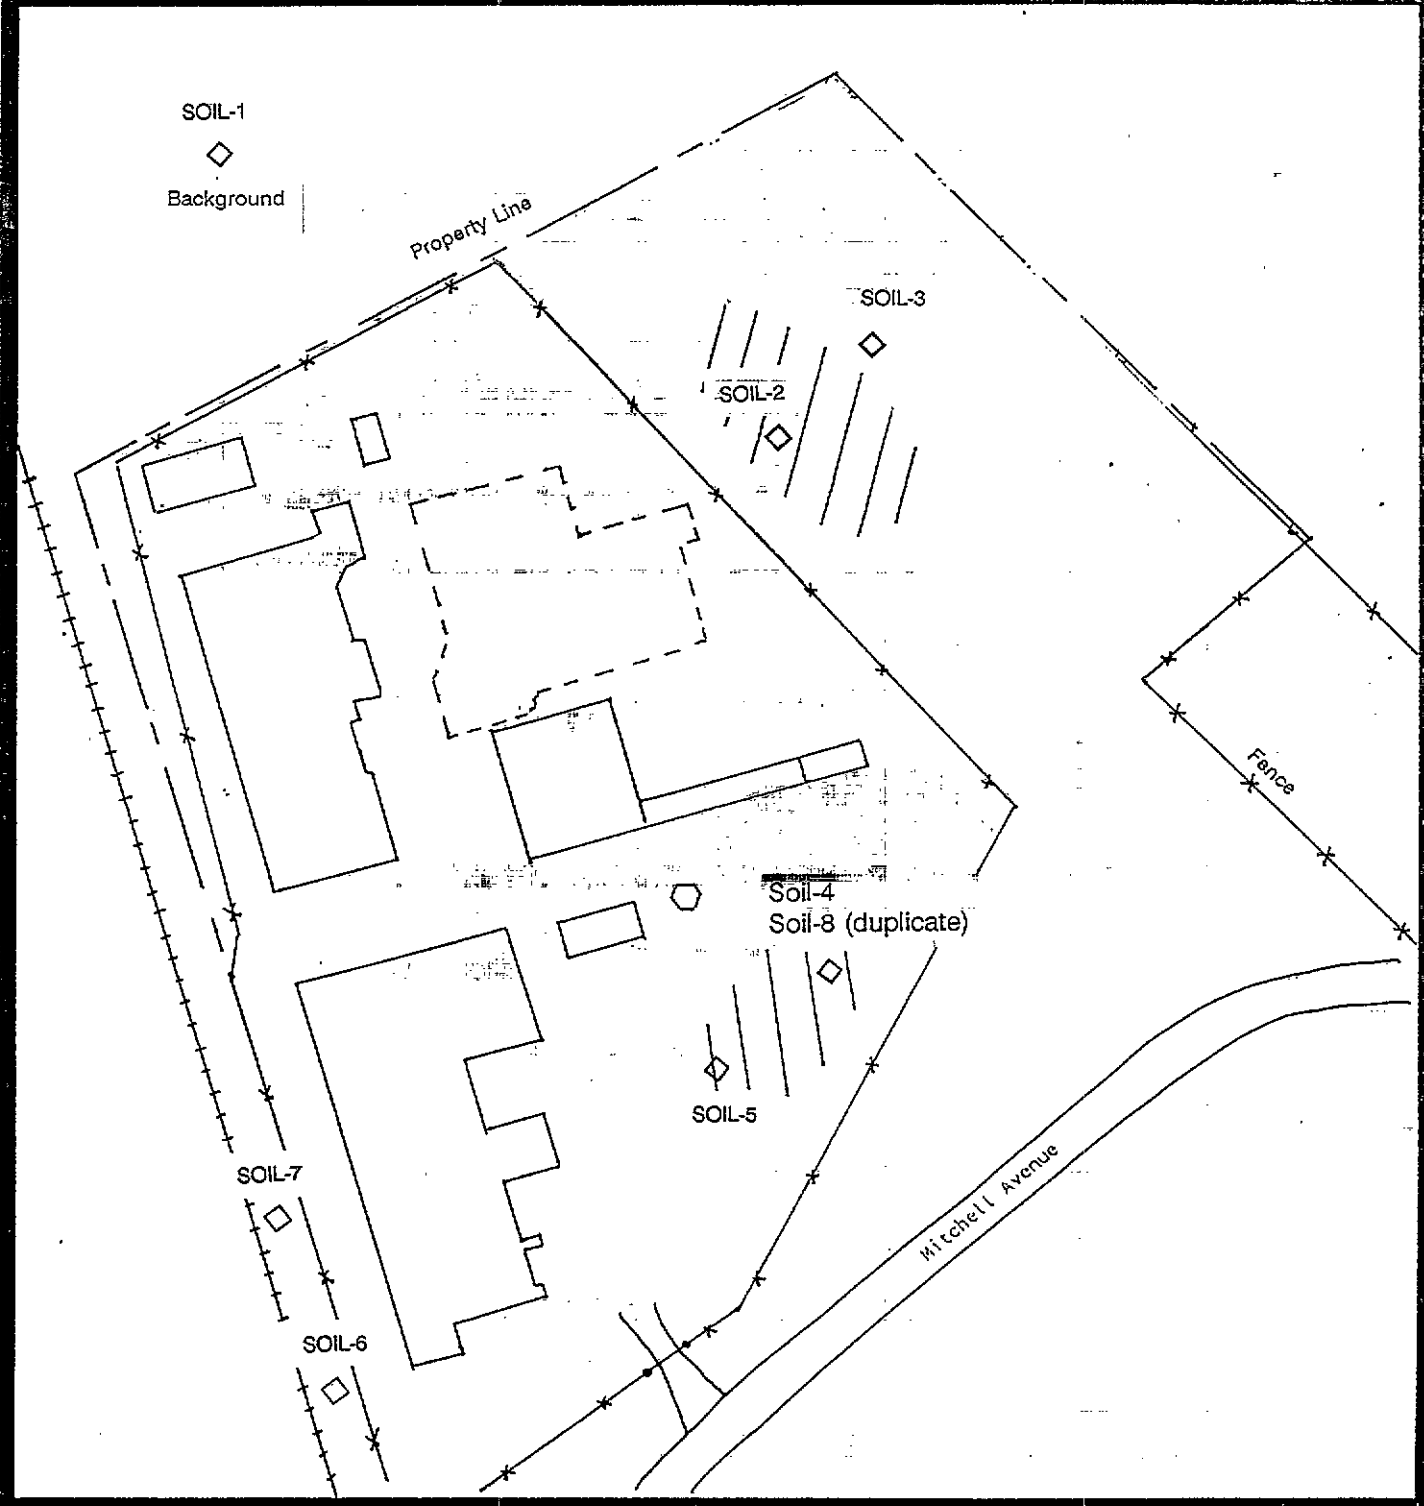 SOIL-1
Background
Property Line
SOIL-3
SOIL-2
Fence
Soil-4
Soil-8 (duplicate)
SOIL-5
Mitchell Avenue
SOIL-7
SOIL-6